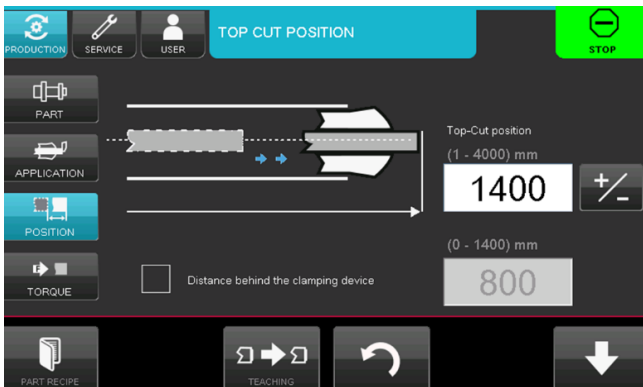 PRODUCTION
SERVICE
USER
TOP CUT POSITION
STOP
PART
APPLICATION
POSITION
TORQUE
Top-Cut position
(1 - 4000) mm
1400
+/-
(0 - 1400) mm
800
Distance behind the clamping device
PART RECIPE
TEACHING